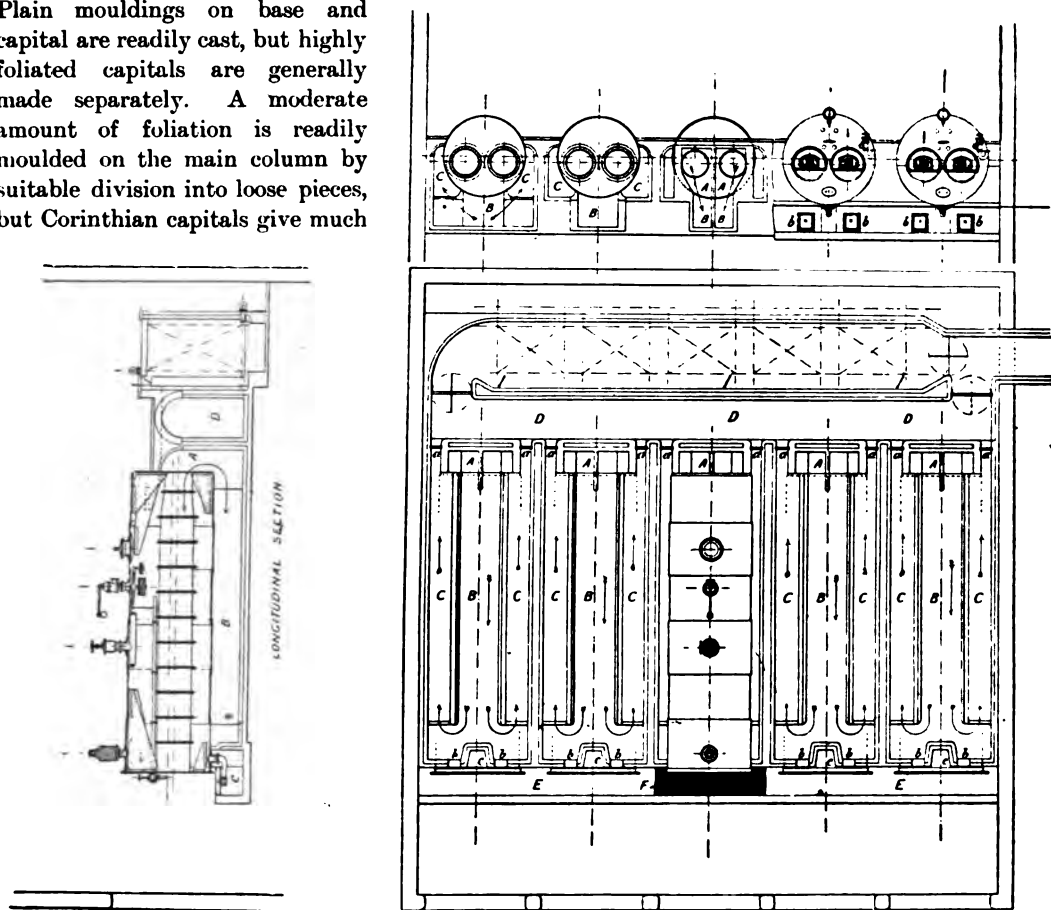 Plain mouldings on base and
capital are readily cast, but highly
foliated capitals are generally
made separately. A moderate
amount of foliation is readily
moulded on the main column by
suitable division into loose pieces,
but Corinthian capitals give much
C C C C A A
B B B B
b b b b
D D D
A A A A A
a a a a a a a a
C B C C B C C B C C B C
b b b b b b b b
c c c c
E F E
LONGITUDINAL SECTION
D
A
B
B
C